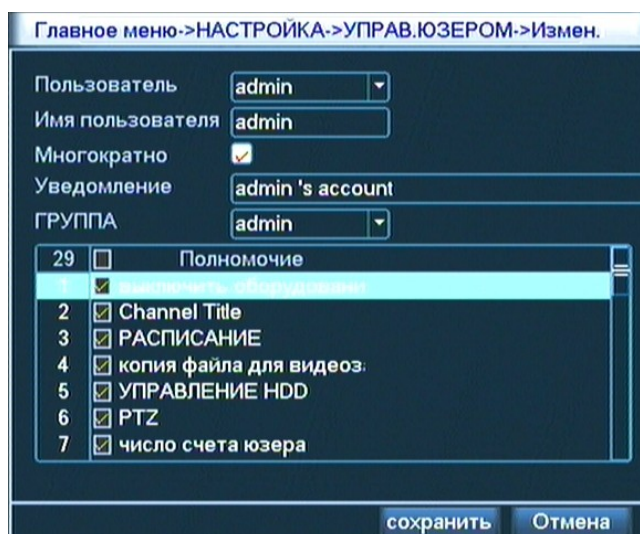 Главное меню->НАСТРОЙКА->УПРАВ.ЮЗЕРОМ->Измен.
Пользователь admin
Имя пользователя admin
Многократно
Уведомление admin 's account
ГРУППА admin
29 Полномочие
1 выключить оборудовани
2 Channel Title
3 РАСПИСАНИЕ
4 копия файла для видеоз
5 УПРАВЛЕНИЕ HDD
6 PTZ
7 число счета юзера
сохранить Отмена